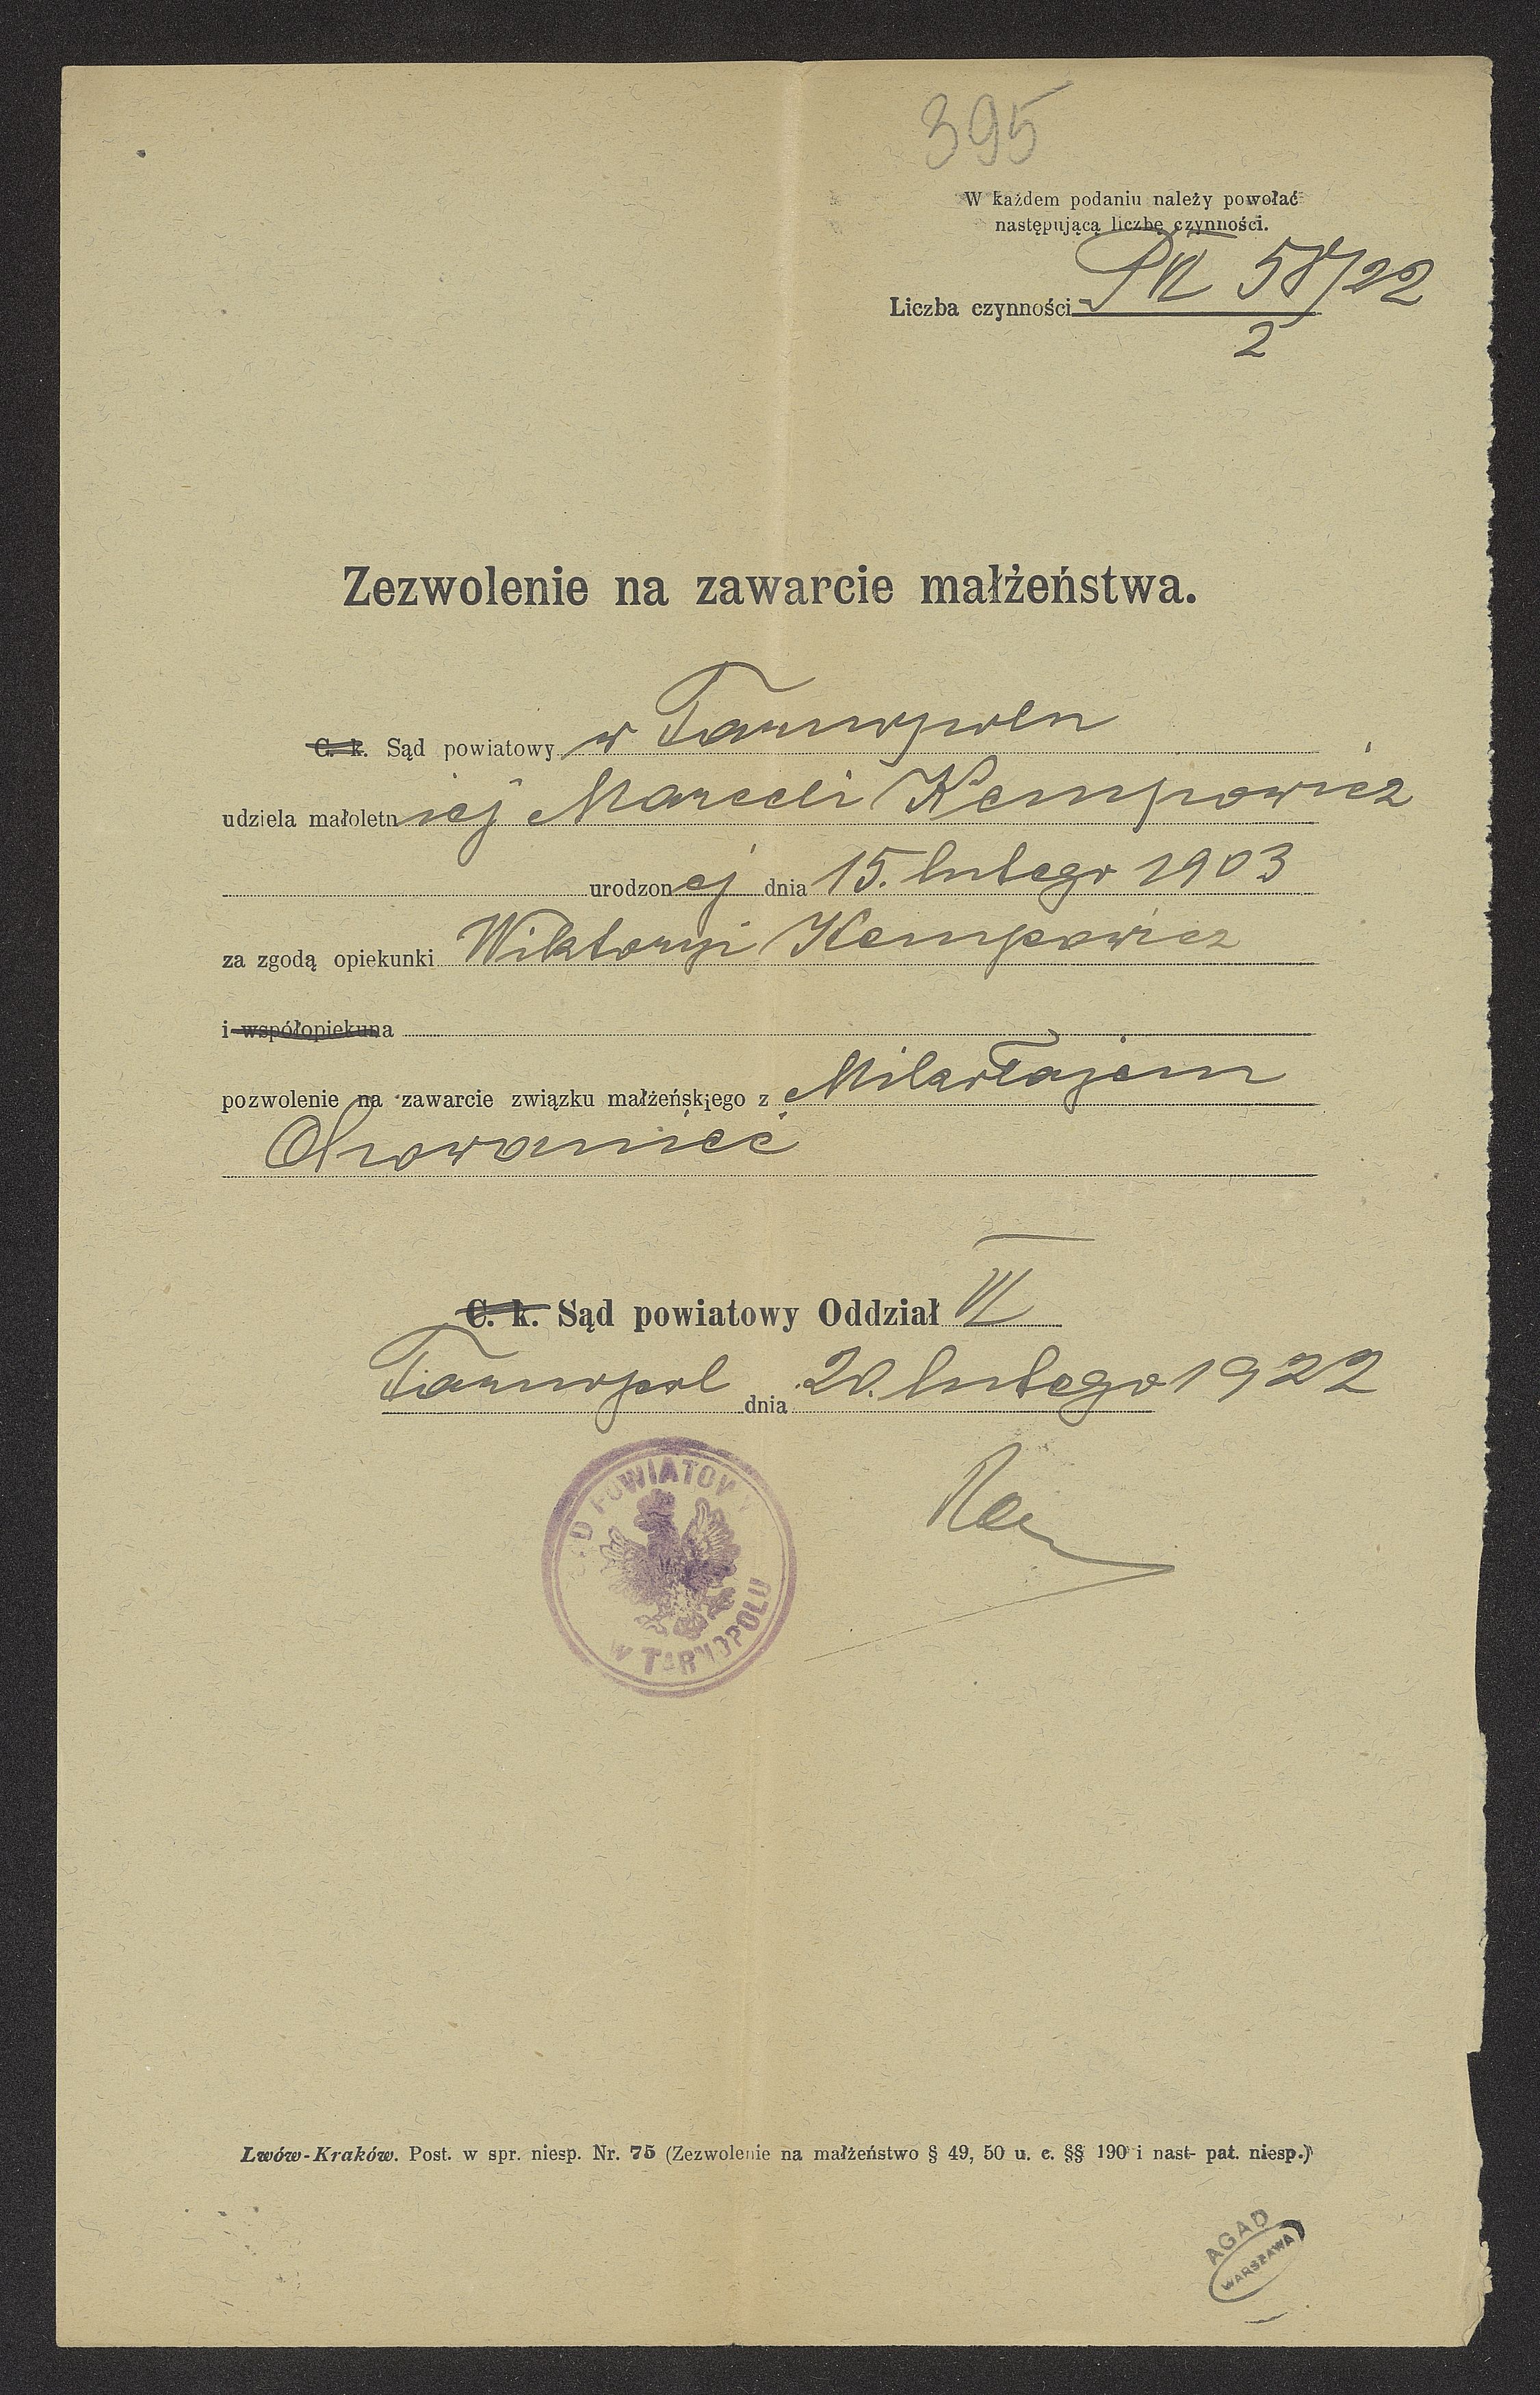 395
W każdem podaniu należy powołać
następującą liczbę czynności.
Liczba czynności P VI 58/22
2
Zezwolenie na zawarcie małżeństwa.
C. k. Sąd powiatowy w Tarnopolu
udziela małoletniej Marceli Kempowicz
urodzonej dnia 15. lutego 1903
za zgodą opiekunki Wiktoryi Kempowicz
i współopiekuna
pozwolenie na zawarcie związku małżeńskiego z Mikołajem
C. k. Sąd powiatowy Oddział VI
Tarnopol dnia 20. lutego 1922
SĄD POWIATOWY
W TARNOPOLU
Lwów-Kraków. Post. w spr. niesp. Nr. 75 (Zezwolenie na małżeństwo § 49, 50 u. c. §§ 190 i nast- pat. niesp.)
AGAD
WARSZAWA